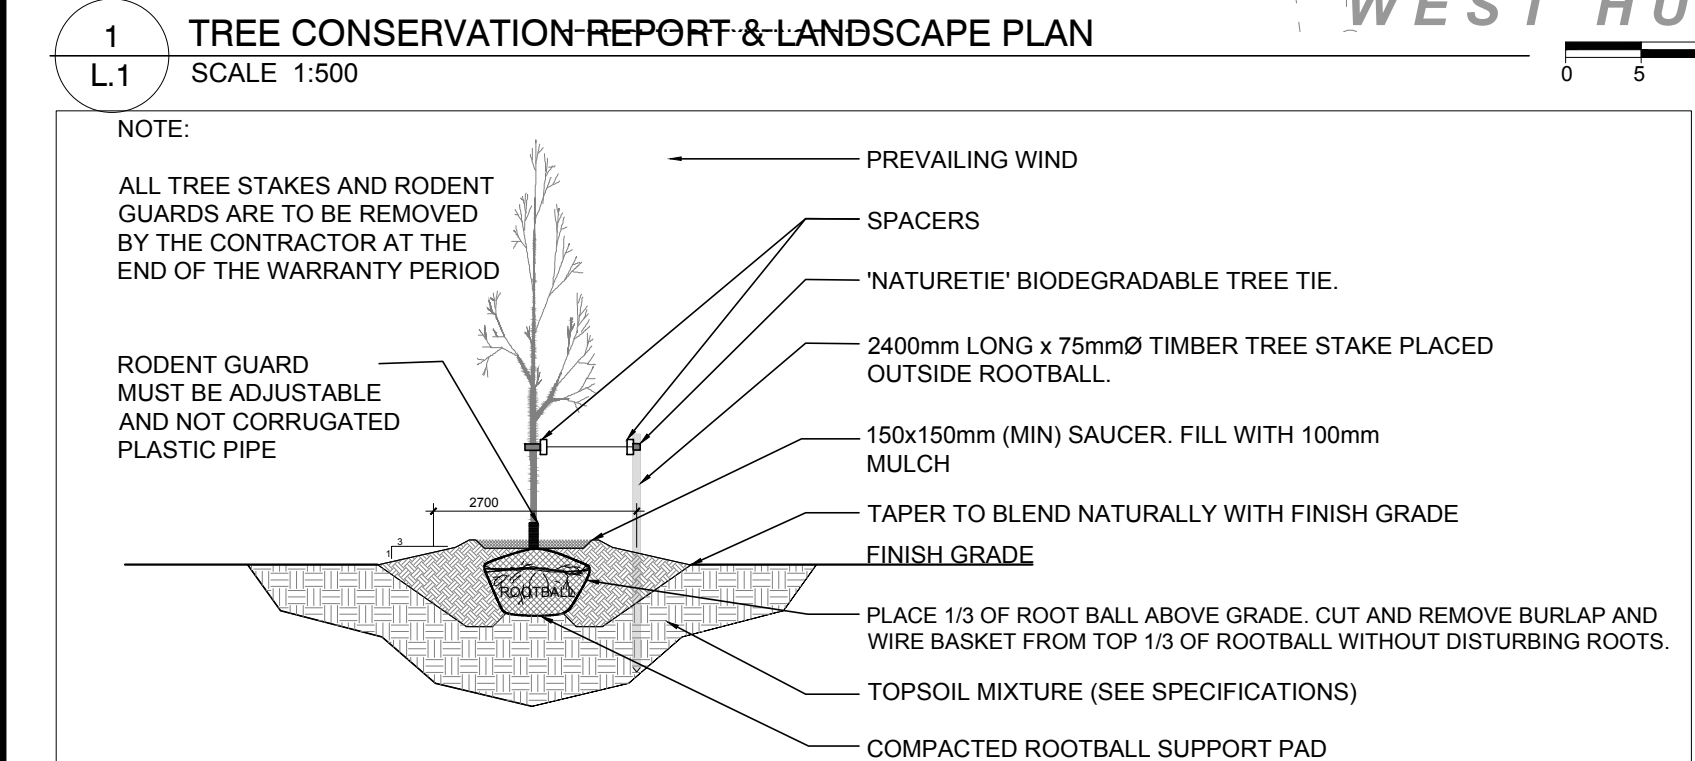 1
L.1
TREE CONSERVATION REPORT & LANDSCAPE PLAN
SCALE 1:500
WEST HU
0 5
NOTE:
ALL TREE STAKES AND RODENT
GUARDS ARE TO BE REMOVED
BY THE CONTRACTOR AT THE
END OF THE WARRANTY PERIOD
RODENT GUARD
MUST BE ADJUSTABLE
AND NOT CORRUGATED
PLASTIC PIPE
2700
3
1
ROOTBALL
PREVAILING WIND
SPACERS
'NATURETIE' BIODEGRADABLE TREE TIE.
2400mm LONG x 75mmØ TIMBER TREE STAKE PLACED
OUTSIDE ROOTBALL.
150x150mm (MIN) SAUCER. FILL WITH 100mm
MULCH
TAPER TO BLEND NATURALLY WITH FINISH GRADE
FINISH GRADE
PLACE 1/3 OF ROOT BALL ABOVE GRADE. CUT AND REMOVE BURLAP AND
WIRE BASKET FROM TOP 1/3 OF ROOTBALL WITHOUT DISTURBING ROOTS.
TOPSOIL MIXTURE (SEE SPECIFICATIONS)
COMPACTED ROOTBALL SUPPORT PAD